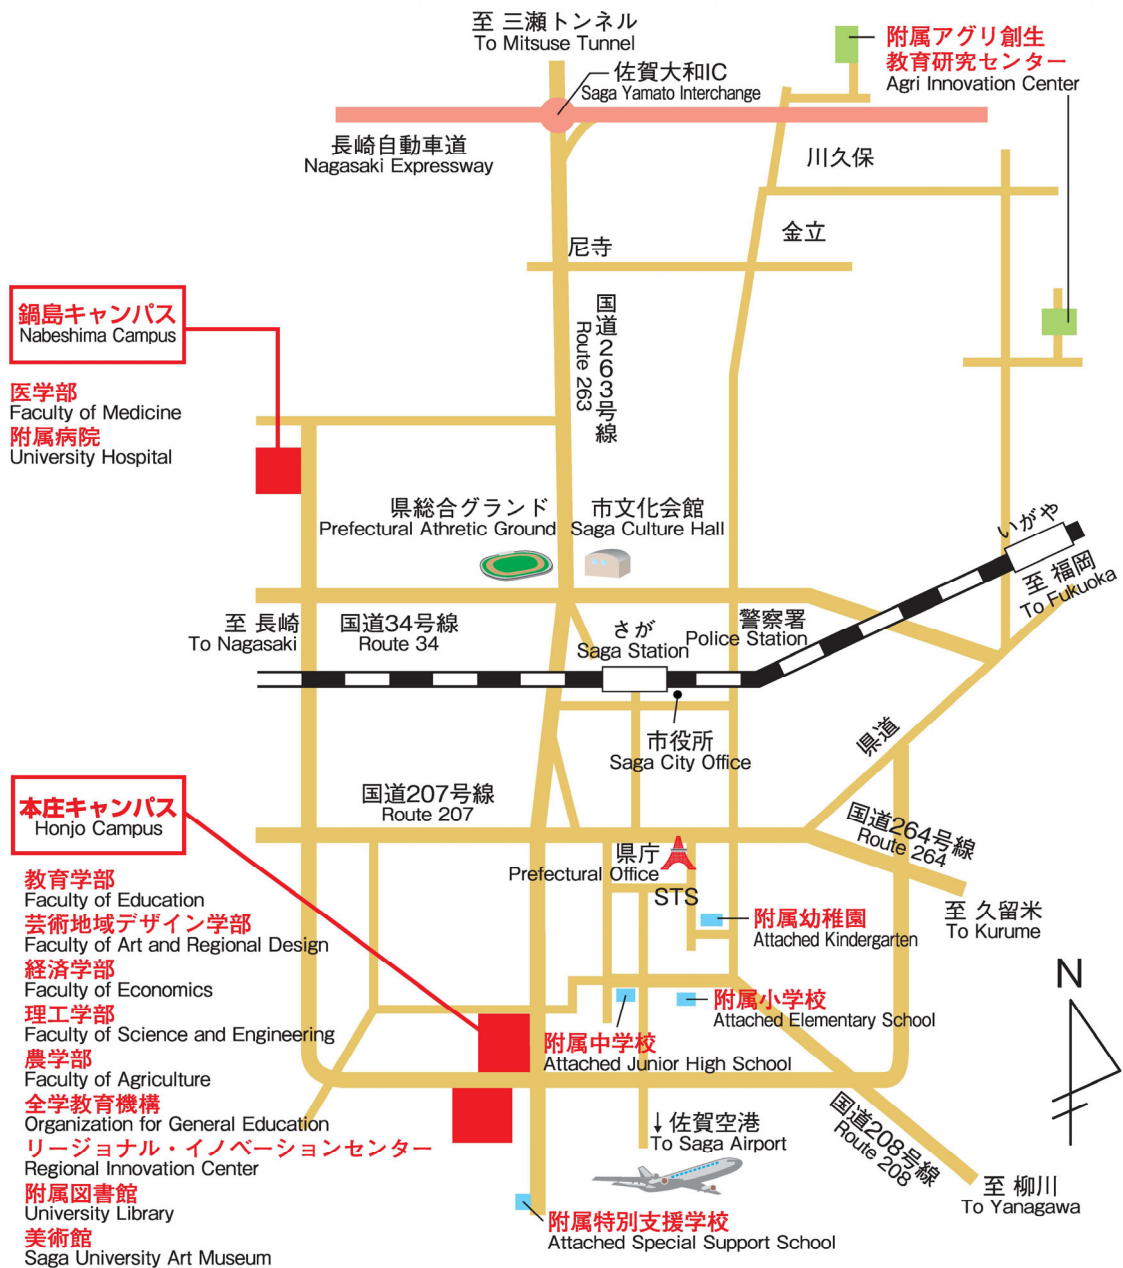 至 三瀬トンネル
To Mitsuse Tunnel
佐賀大和IC
Saga Yamato Interchange
附属アグリ創生
教育研究センター
Agri Innovation Center
長崎自動車道
Nagasaki Expressway
川久保
金立
尼寺
国道263号線
Route 263
鍋島キャンパス
Nabeshima Campus
医学部
Faculty of Medicine
附属病院
University Hospital
県総合グランド
Prefectural Athretic Ground
市文化会館
Saga Culture Hall
いがや
至 福岡
To Fukuoka
至 長崎
To Nagasaki
国道34号線
Route 34
さが
Saga Station
警察署
Police Station
市役所
Saga City Office
県道
国道207号線
Route 207
国道264号線
Route 264
至 久留米
To Kurume
県庁
Prefectural Office
STS
附属幼稚園
Attached Kindergarten
附属小学校
Attached Elementary School
附属中学校
Attached Junior High School
本庄キャンパス
Honjo Campus
教育学部
Faculty of Education
芸術地域デザイン学部
Faculty of Art and Regional Design
経済学部
Faculty of Economics
理工学部
Faculty of Science and Engineering
農学部
Faculty of Agriculture
全学教育機構
Organization for General Education
リージョナル・イノベーションセンター
Regional Innovation Center
附属図書館
University Library
美術館
Saga University Art Museum
↓佐賀空港
To Saga Airport
国道208号線
Route 208
至 柳川
To Yanagawa
附属特別支援学校
Attached Special Support School
N